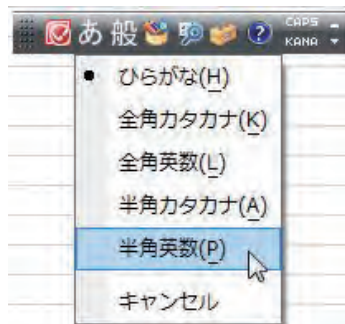 あ 般 CAPS
KANA
ひらがな(H)
全角カタカナ(K)
全角英数(L)
半角カタカナ(A)
半角英数(P)
キャンセル